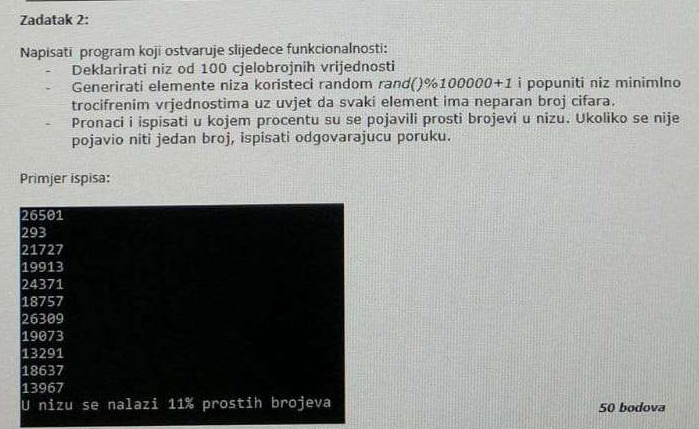 Zadatak 2:
Napisati program koji ostvaruje slijedece funkcionalnosti:
- Deklarirati niz od 100 cjelobrojnih vrijednosti
- Generirati elemente niza koristeci random rand()%100000+1 i popuniti niz minimlno
trocifrenim vrjednostima uz uvjet da svaki element ima neparan broj cifara.
- Pronaci i ispisati u kojem procentu su se pojavili prosti brojevi u nizu. Ukoliko se nije
pojavio niti jedan broj, ispisati odgovarajucu poruku.
Primjer ispisa:
26501
293
21727
19913
24371
18757
26309
19073
13291
18637
13967
U nizu se nalazi 11% prostih brojeva
50 bodova